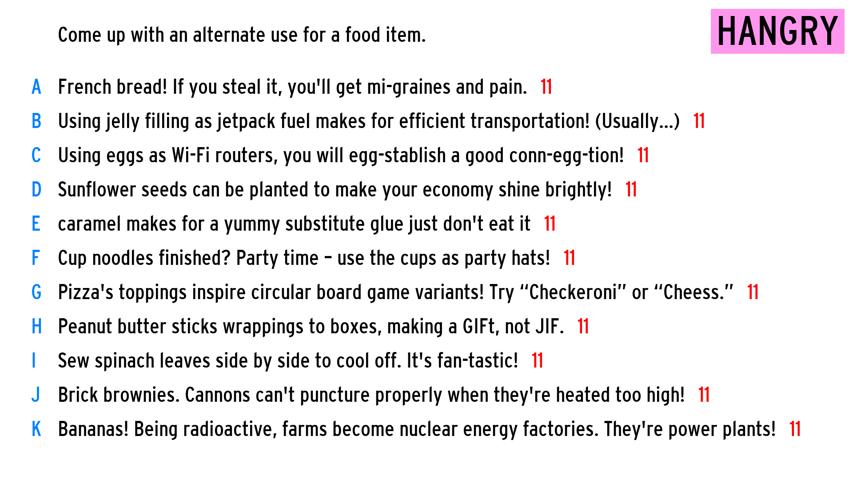 Come up with an alternate use for a food item.
HANGRY
A French bread! If you steal it, you'll get mi-graines and pain. 11
B Using jelly filling as jetpack fuel makes for efficient transportation! (Usually...) 11
C Using eggs as Wi-Fi routers, you will egg-stablish a good conn-egg-tion! 11
D Sunflower seeds can be planted to make your economy shine brightly! 11
E caramel makes for a yummy substitute glue just don't eat it 11
F Cup noodles finished? Party time – use the cups as party hats! 11
G Pizza's toppings inspire circular board game variants! Try “Checkeroni” or “Cheess.” 11
H Peanut butter sticks wrappings to boxes, making a GIFt, not JIF. 11
I Sew spinach leaves side by side to cool off. It's fan-tastic! 11
J Brick brownies. Cannons can't puncture properly when they're heated too high! 11
K Bananas! Being radioactive, farms become nuclear energy factories. They're power plants! 11